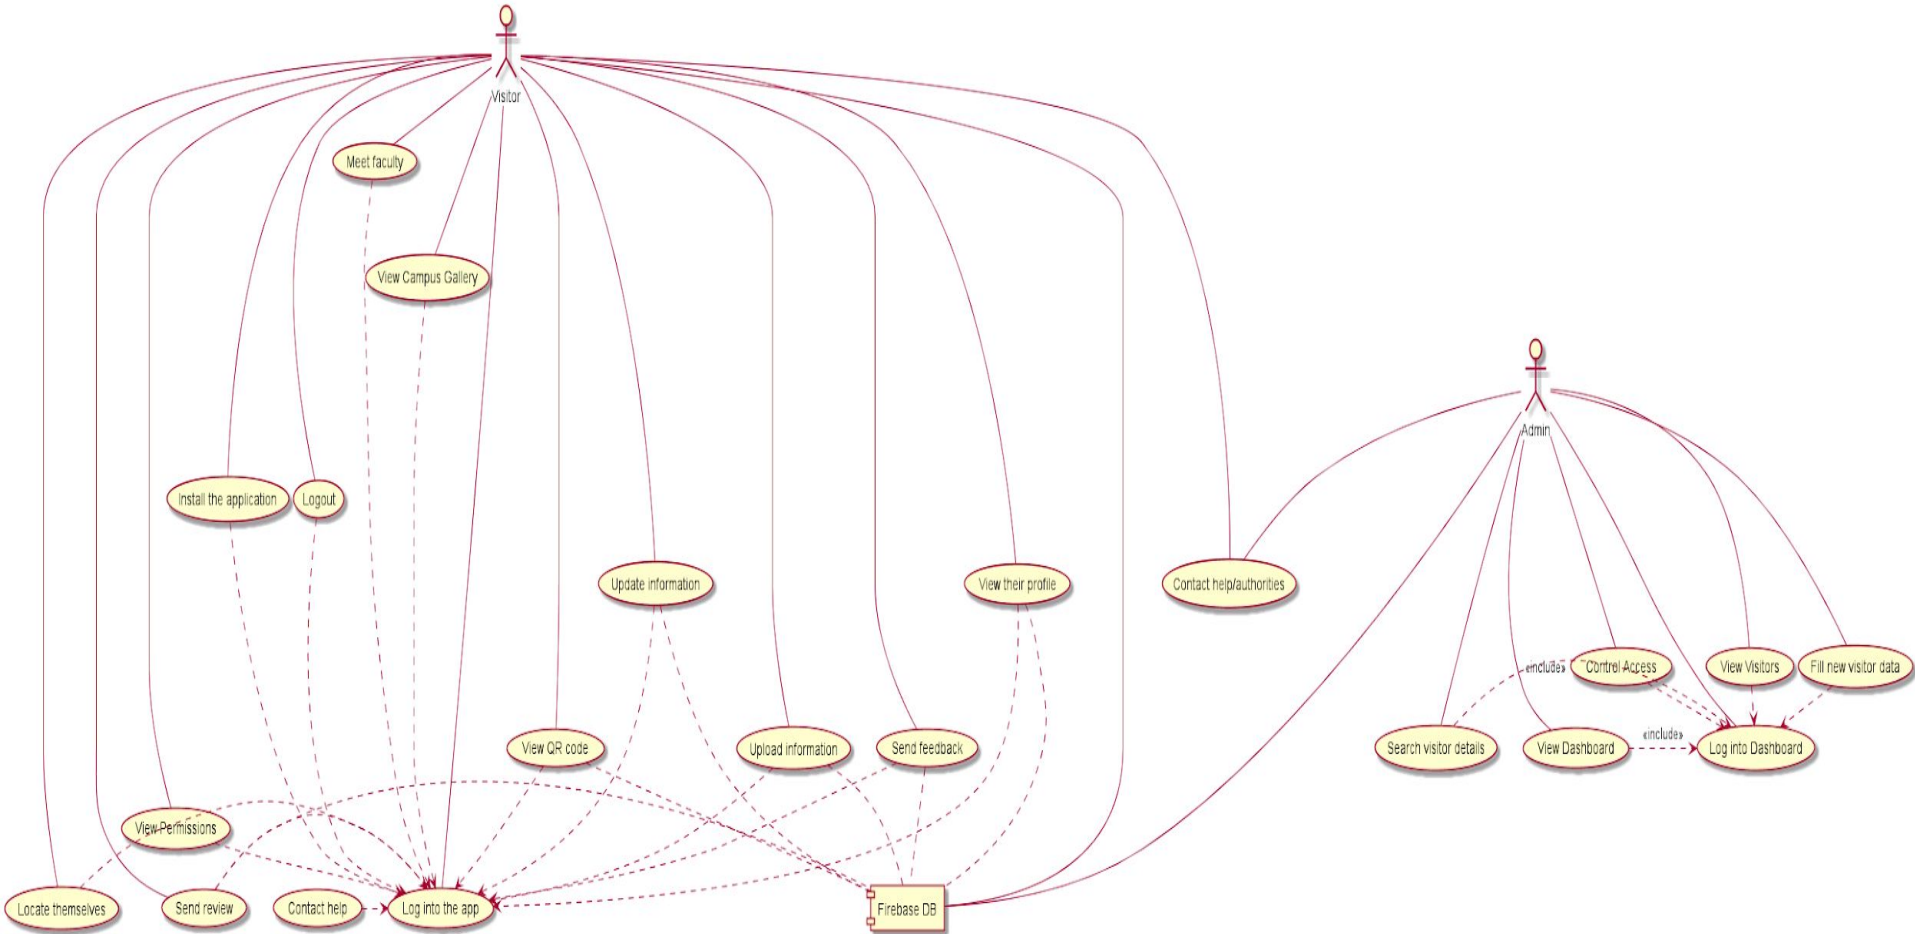 Visitor
Meet faculty
View Campus Gallery
Admin
Install the application
Logout
Update information
View their profile
Contact help/authorities
«include»
Control Access
View Visitors
Fill new visitor data
View QR code
Upload information
Send feedback
Search visitor details
View Dashboard
«include»
Log into Dashboard
View Permissions
Locate themselves
Send review
Contact help
Log into the app
Firebase DB